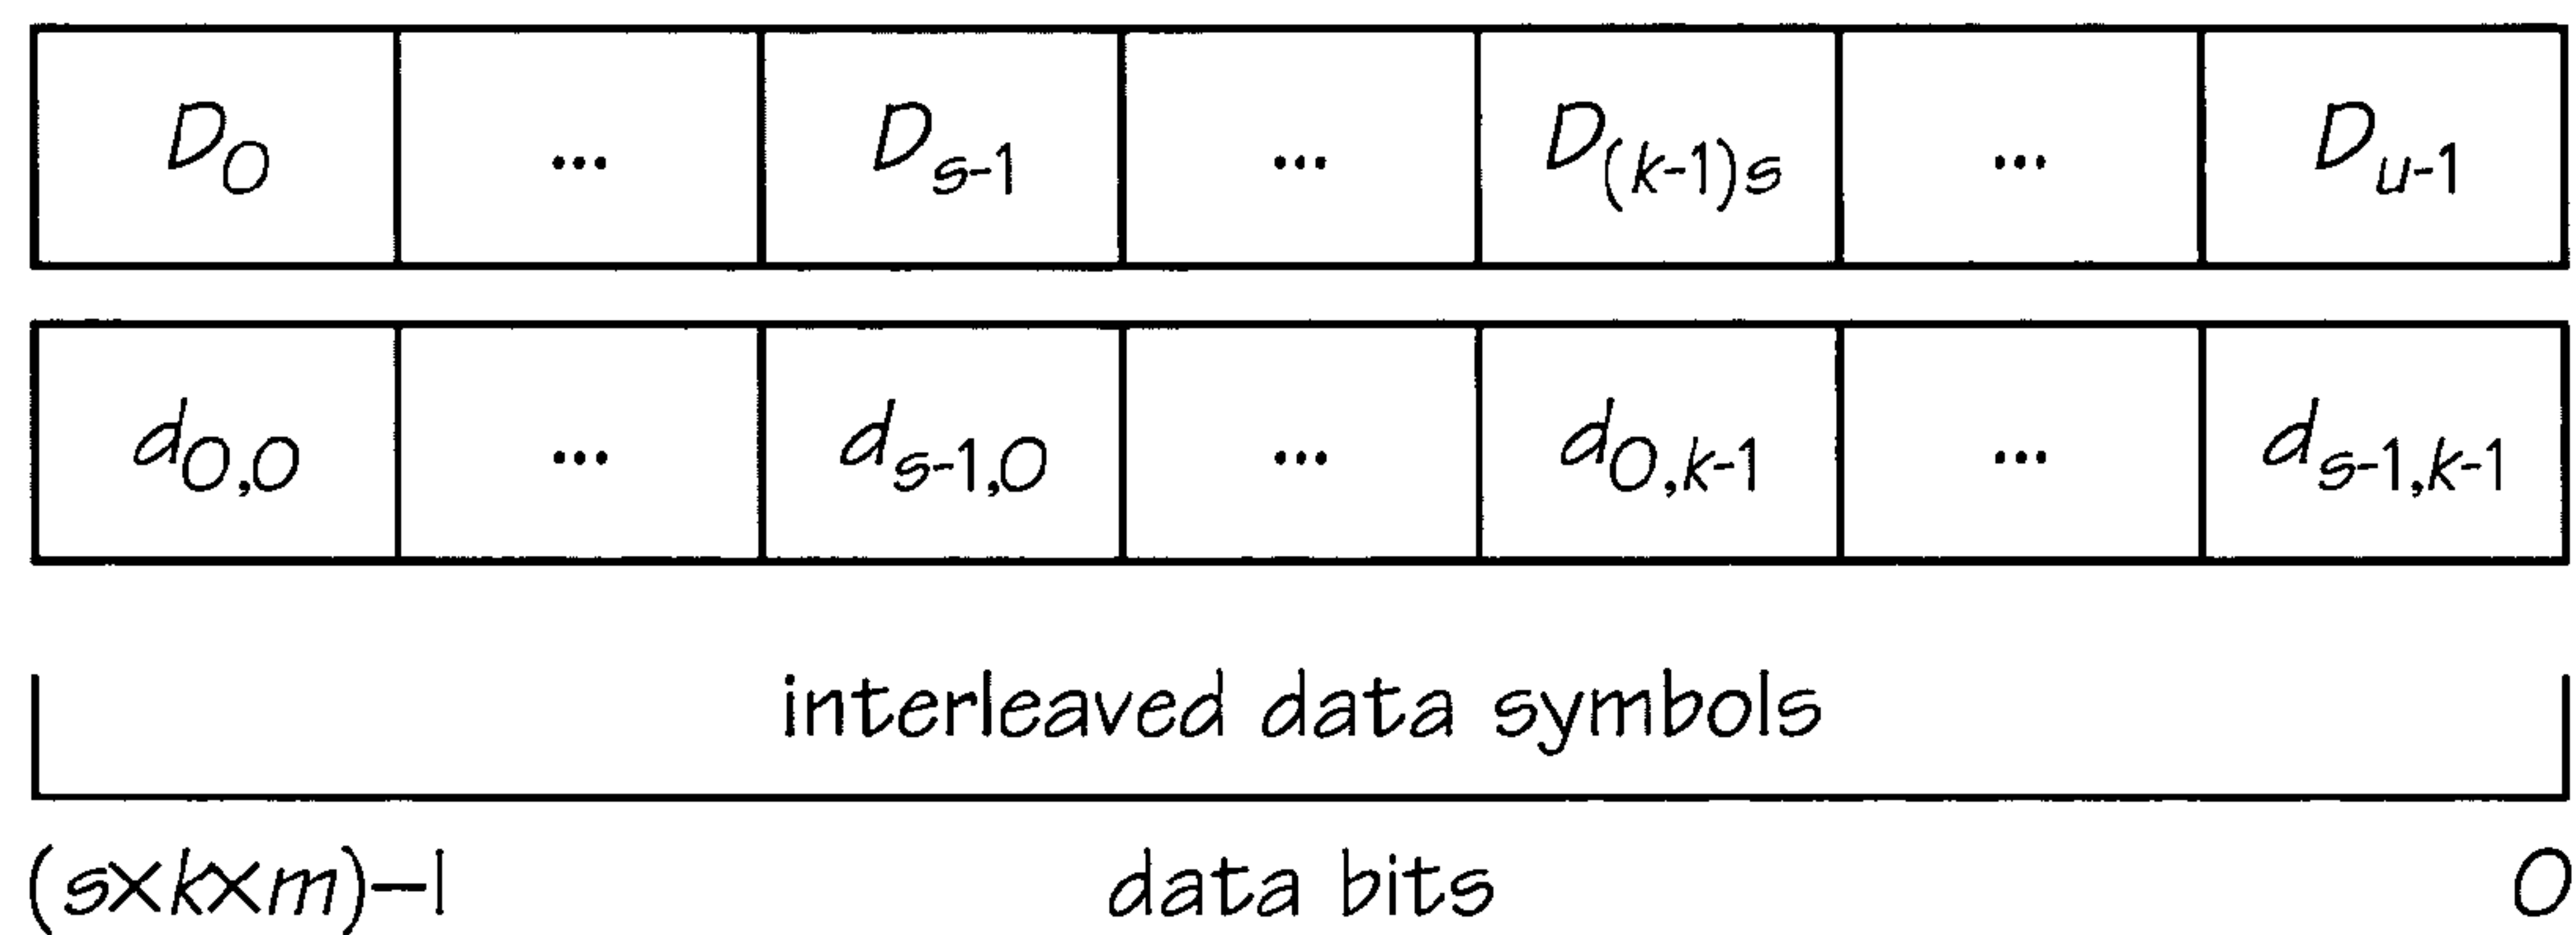 D₀ ... Dₛ₋₁ ... D₍ₖ₋₁₎ₛ ... Dᵤ₋₁
d₀,₀ ... dₛ₋₁,₀ ... d₀,ₖ₋₁ ... dₛ₋₁,ₖ₋₁
interleaved data symbols
(s×k×m)−1 data bits 0